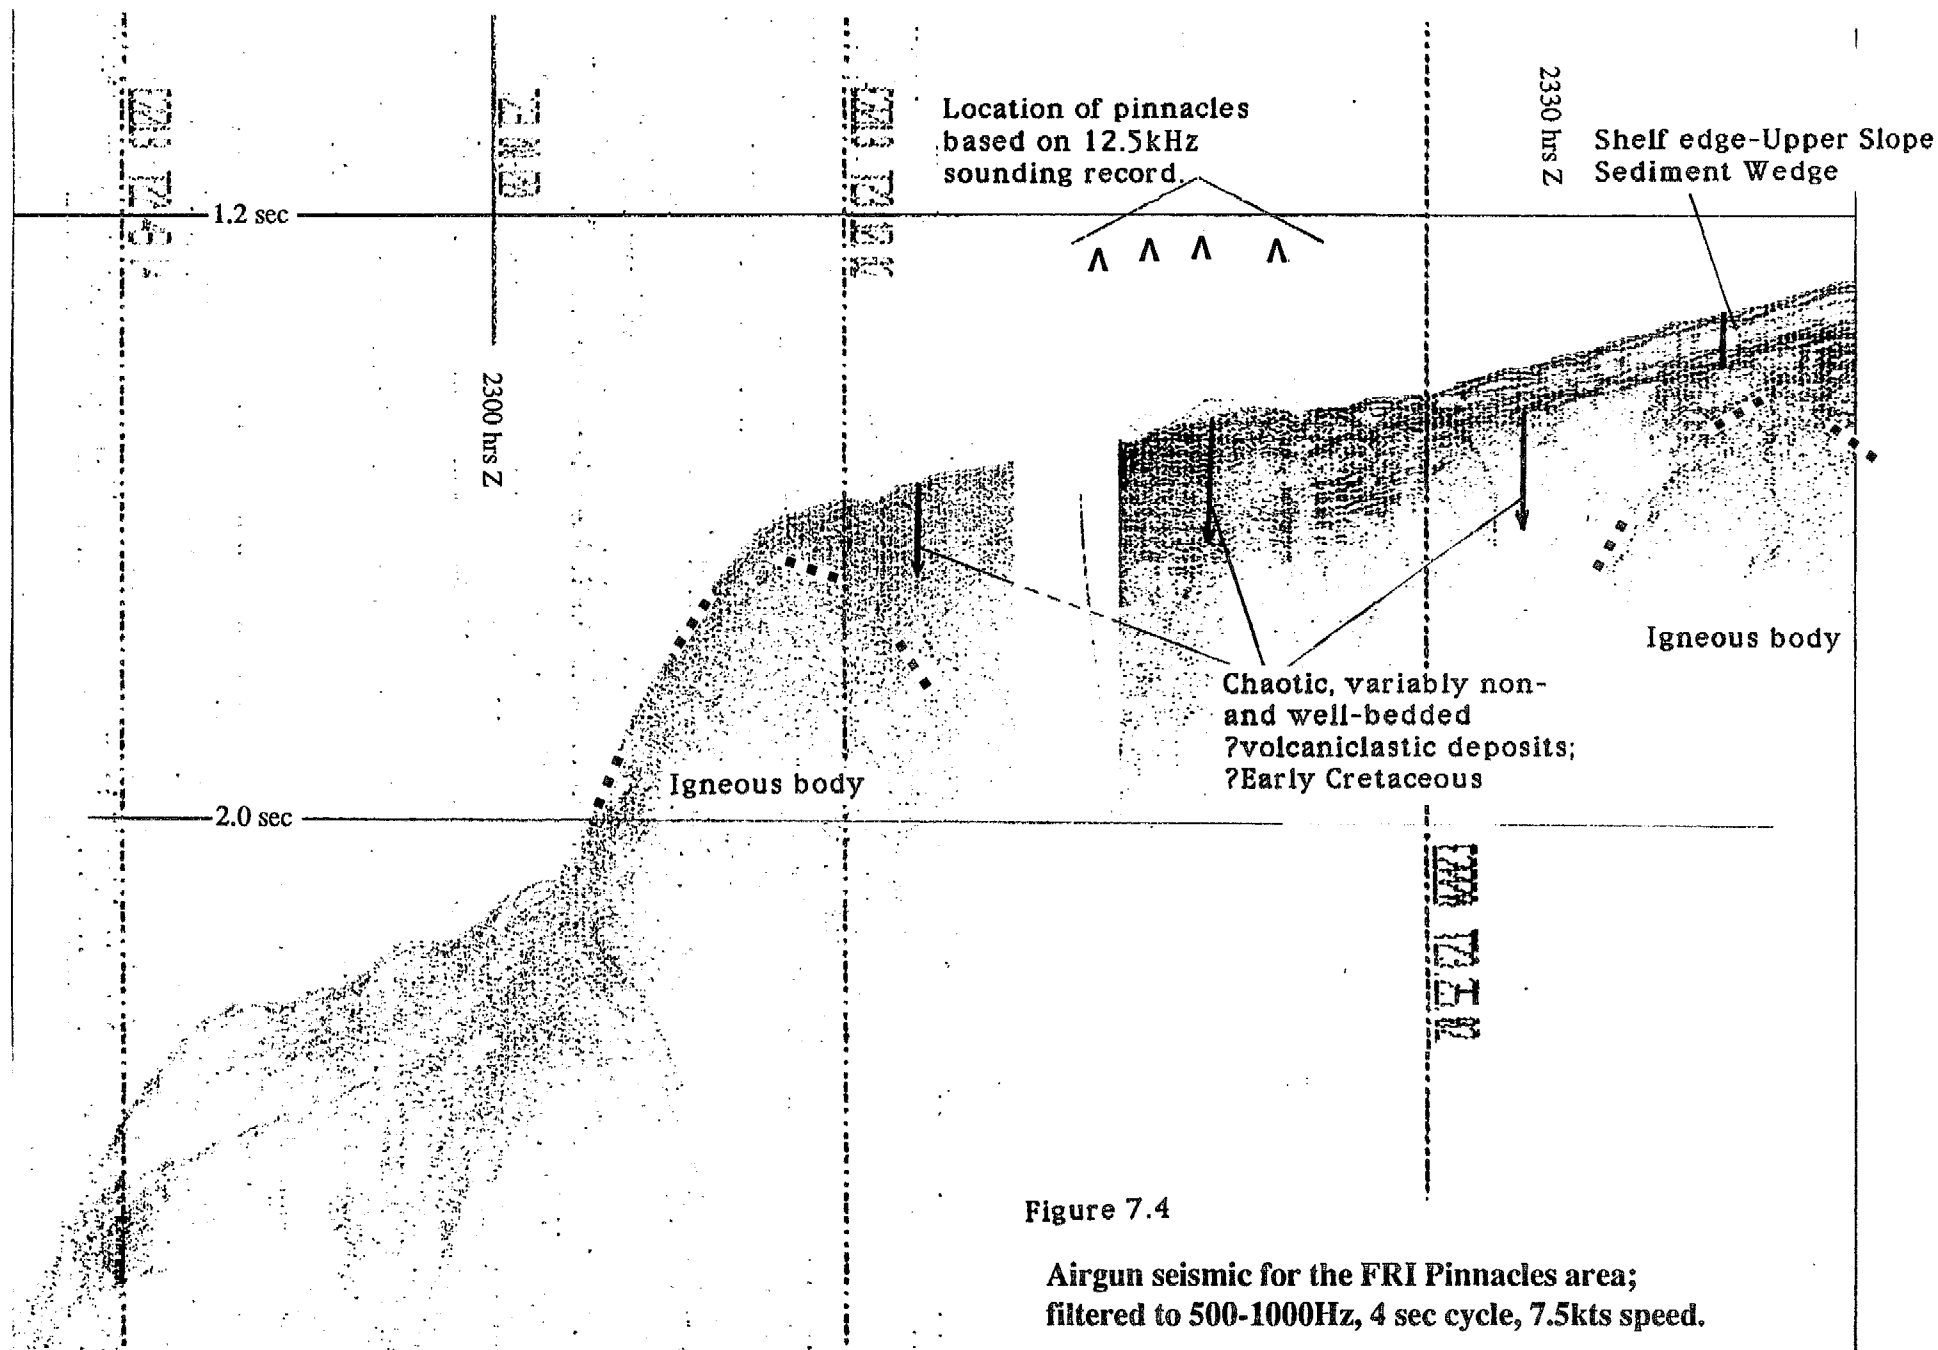 Location of pinnacles
based on 12.5kHz
sounding record.
2330 hrs Z
Shelf edge-Upper Slope
Sediment Wedge
1.2 sec
Λ Λ Λ Λ
2300 hrs Z
Igneous body
Chaotic, variably non-
and well-bedded
?volcaniclastic deposits;
?Early Cretaceous
Igneous body
2.0 sec
Figure 7.4
Airgun seismic for the FRI Pinnacles area;
filtered to 500-1000Hz, 4 sec cycle, 7.5kts speed.